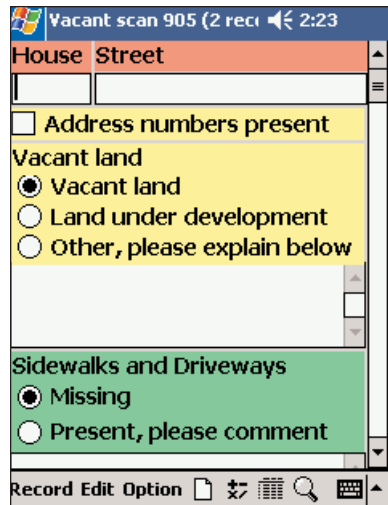 Vacant scan 905 (2 reco 2:23
House Street
Address numbers present
Vacant land
Vacant land
Land under development
Other, please explain below
Sidewalks and Driveways
Missing
Present, please comment
Record Edit Option